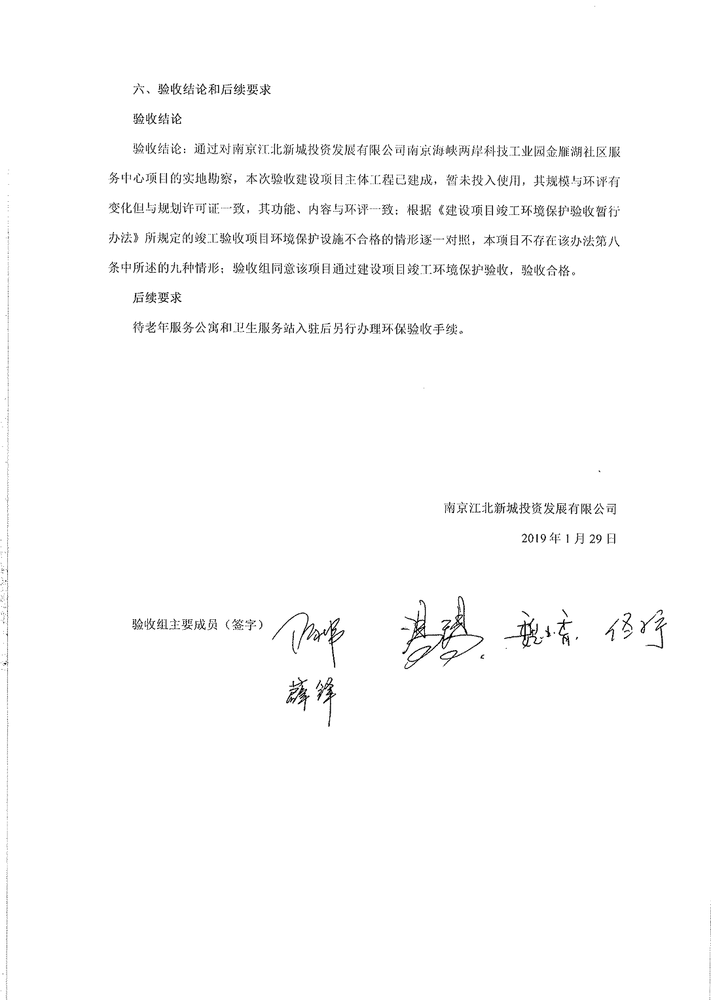 六、验收结论和后续要求
验收结论
验收结论：通过对南京江北新城投资发展有限公司南京海峡两岸科技工业园金雁湖社区服
务中心项目的实地勘察，本次验收建设项目主体工程已建成，暂未投入使用，其规模与环评有
变化但与规划许可证一致，其功能、内容与环评一致；根据《建设项目竣工环境保护验收暂行
办法》所规定的竣工验收项目环境保护设施不合格的情形逐一对照，本项目不存在该办法第八
条中所述的九种情形；验收组同意该项目通过建设项目竣工环境保护验收，验收合格。
后续要求
待老年服务公寓和卫生服务站入驻后另行办理环保验收手续。
南京江北新城投资发展有限公司
2019 年 1 月 29 日
验收组主要成员（签字）
薛锋